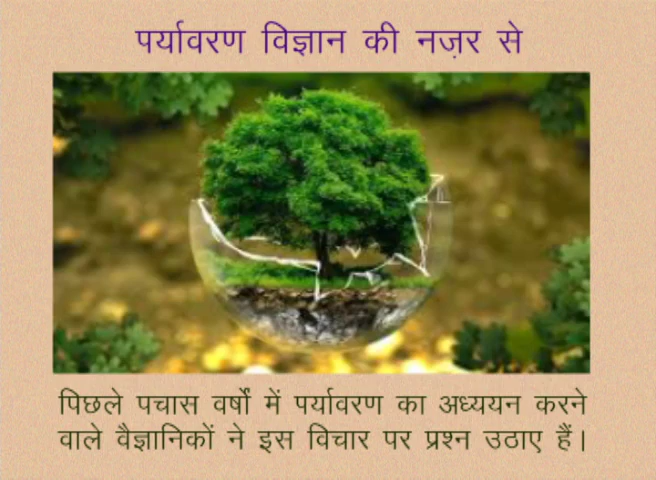 पर्यावरण विज्ञान की नज़र से
पिछले पचास वर्षों में पर्यावरण का अध्ययन करने
वाले वैज्ञानिकों ने इस विचार पर प्रश्न उठाए हैं।